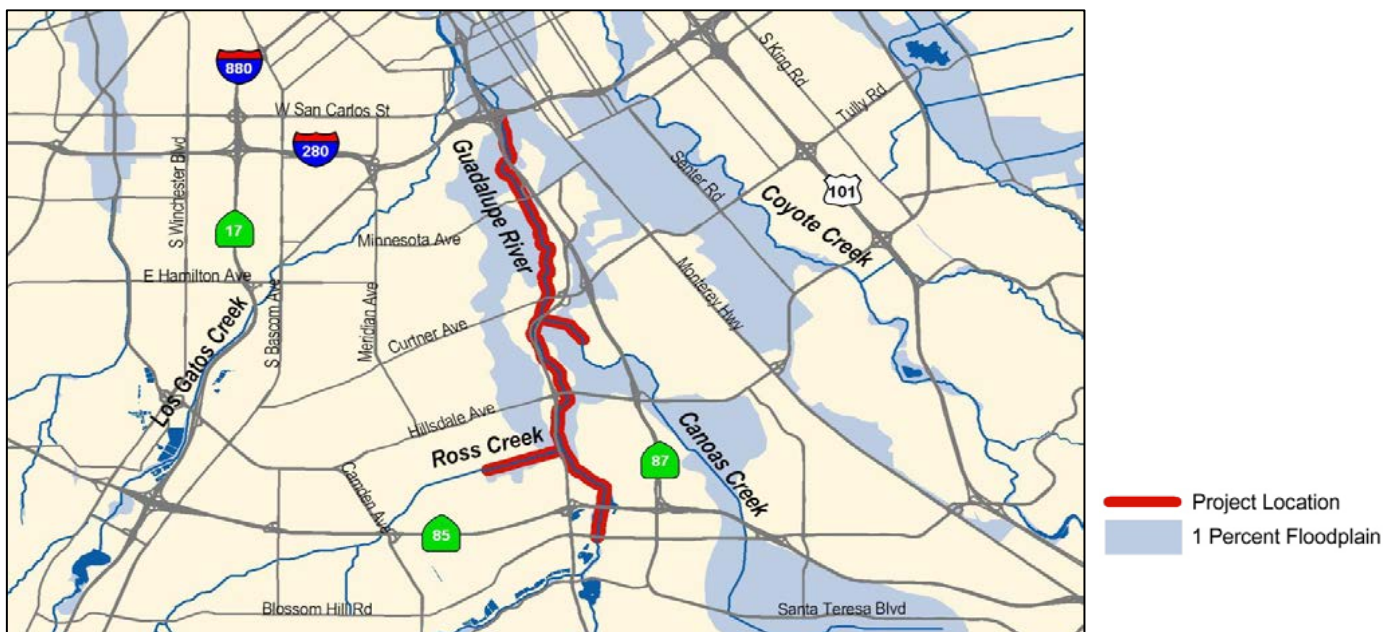 880
W San Carlos St
280
S King Rd
Tully Rd
S Winchester Blvd
Guadalupe River
Senter Rd
101
Coyote Creek
17
Minnesota Ave
E Hamilton Ave
S Bascom Ave
Meridian Ave
Monterey Hwy
Los Gatos Creek
Curtner Ave
Hillsdale Ave
Ross Creek
Canoas Creek
87
Camden Ave
85
Blossom Hill Rd
Santa Teresa Blvd
Project Location
1 Percent Floodplain